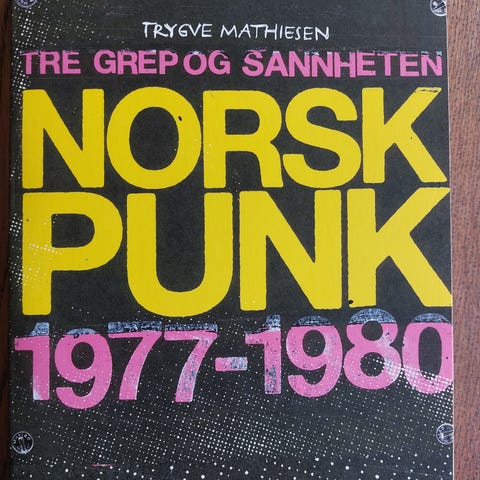 TRYGVE MATHIESEN
TRE GREP OG SANNHETEN
NORSK
PUNK
1977-1980